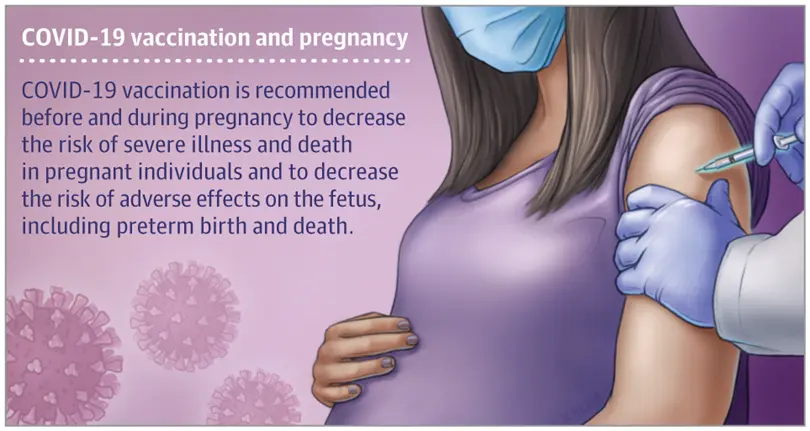 COVID-19 vaccination and pregnancy
COVID-19 vaccination is recommended
before and during pregnancy to decrease
the risk of severe illness and death
in pregnant individuals and to decrease
the risk of adverse effects on the fetus,
including preterm birth and death.